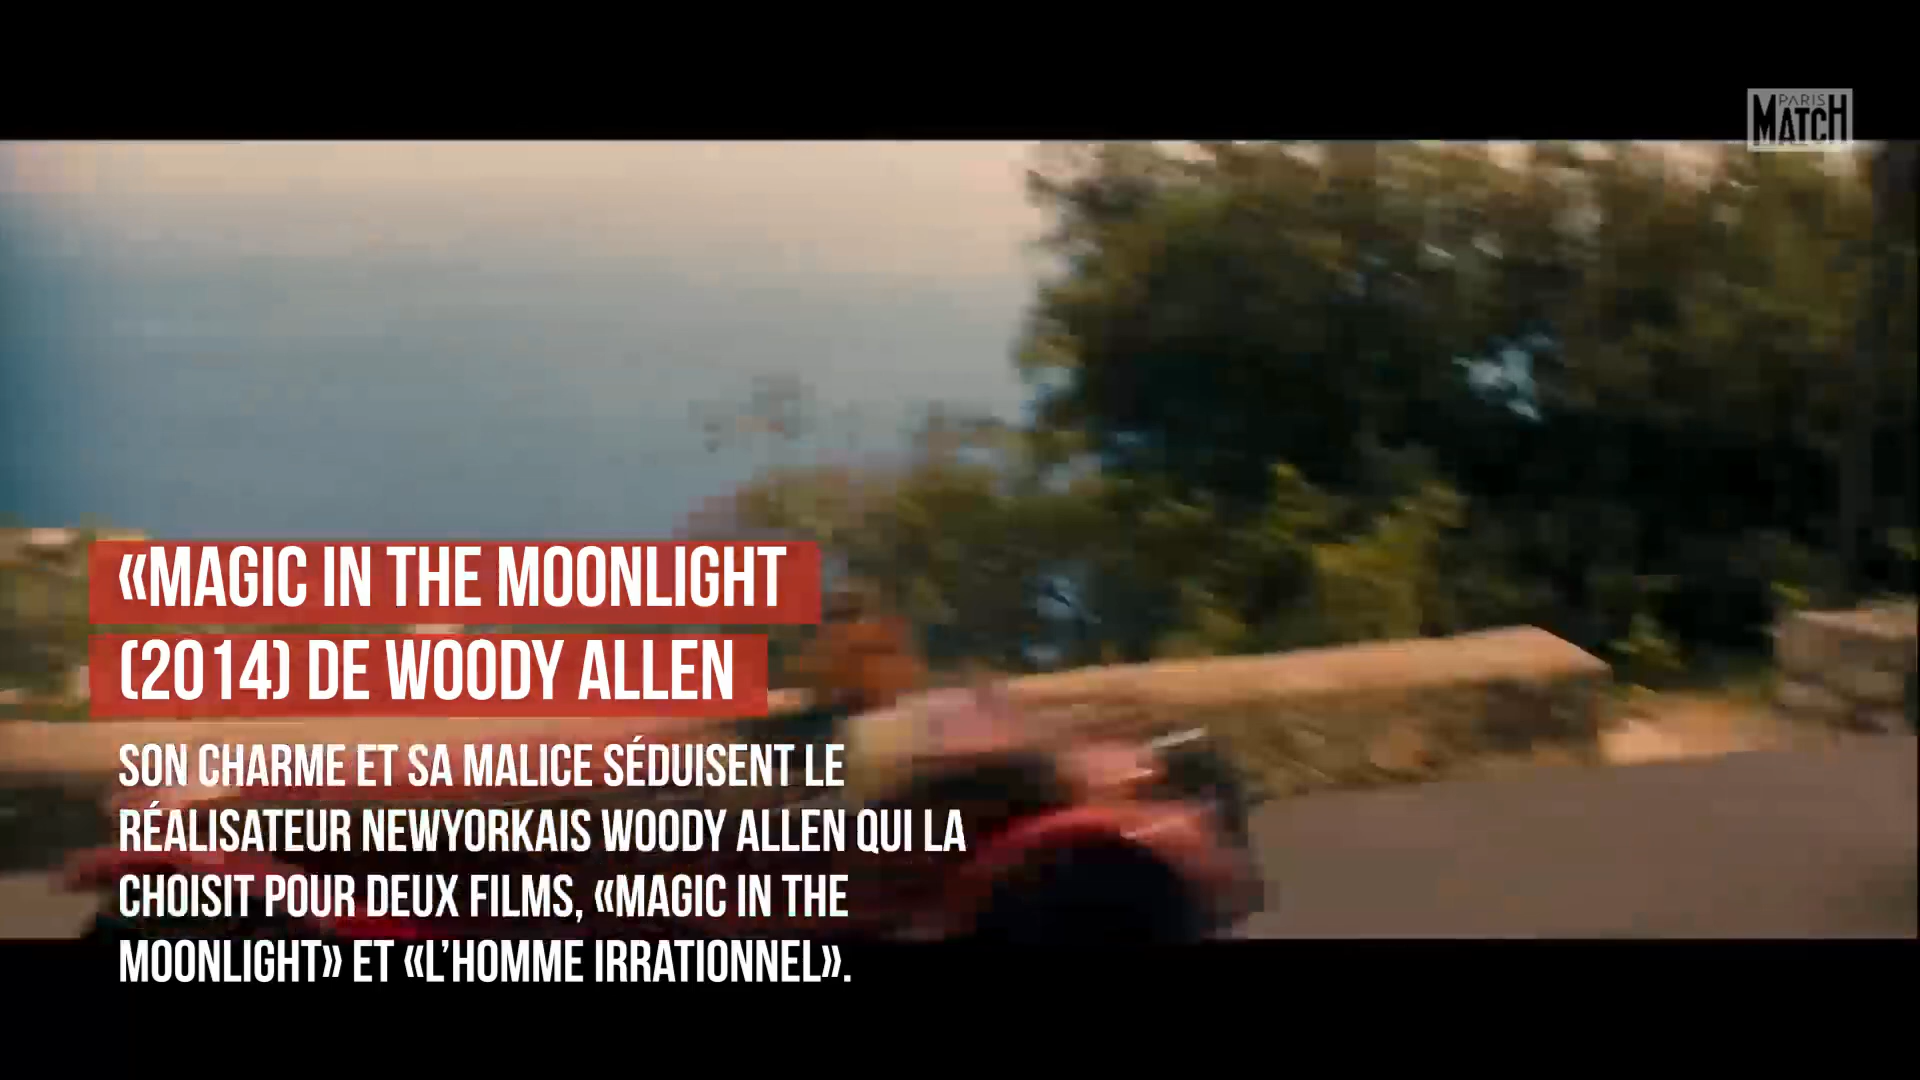 PARIS
MATCH
«MAGIC IN THE MOONLIGHT
(2014) DE WOODY ALLEN
SON CHARME ET SA MALICE SÉDUISENT LE
RÉALISATEUR NEWYORKAIS WOODY ALLEN QUI LA
CHOISIT POUR DEUX FILMS, «MAGIC IN THE
MOONLIGHT» ET «L'HOMME IRRATIONNEL».